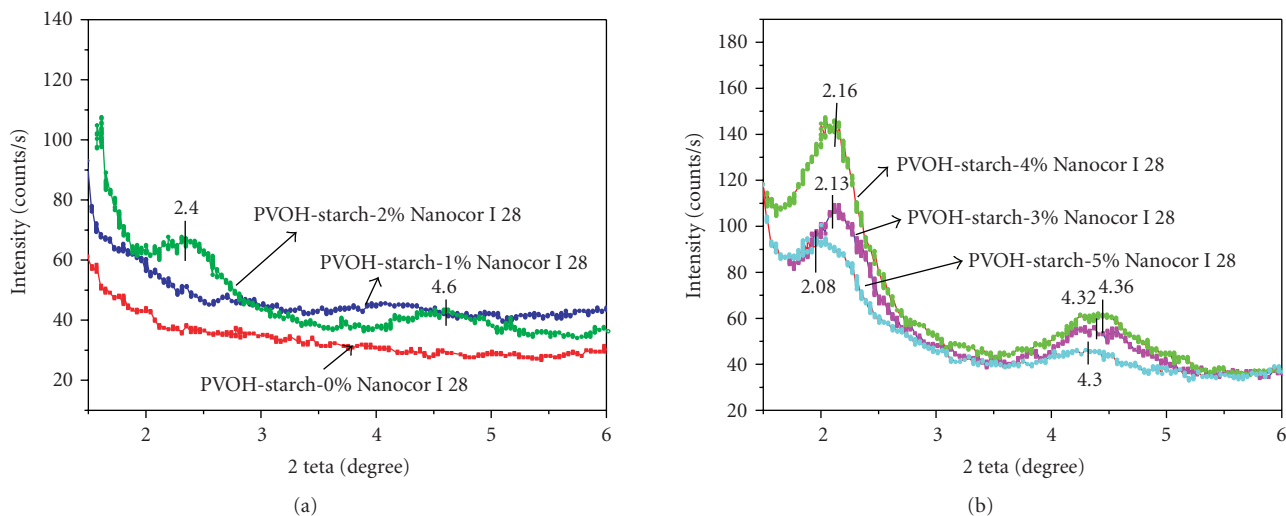 140
120
100
80
60
40
20
Intensity (counts/s)
2.4
PVOH-starch-2% Nanocor I 28
PVOH-starch-1% Nanocor I 28
4.6
PVOH-starch-0% Nanocor I 28
2
3
4
5
6
2 teta (degree)
(a)
180
160
140
120
100
80
60
40
20
Intensity (counts/s)
2.16
PVOH-starch-4% Nanocor I 28
2.13
PVOH-starch-3% Nanocor I 28
PVOH-starch-5% Nanocor I 28
2.08
4.32
4.36
4.3
2
3
4
5
6
2 teta (degree)
(b)